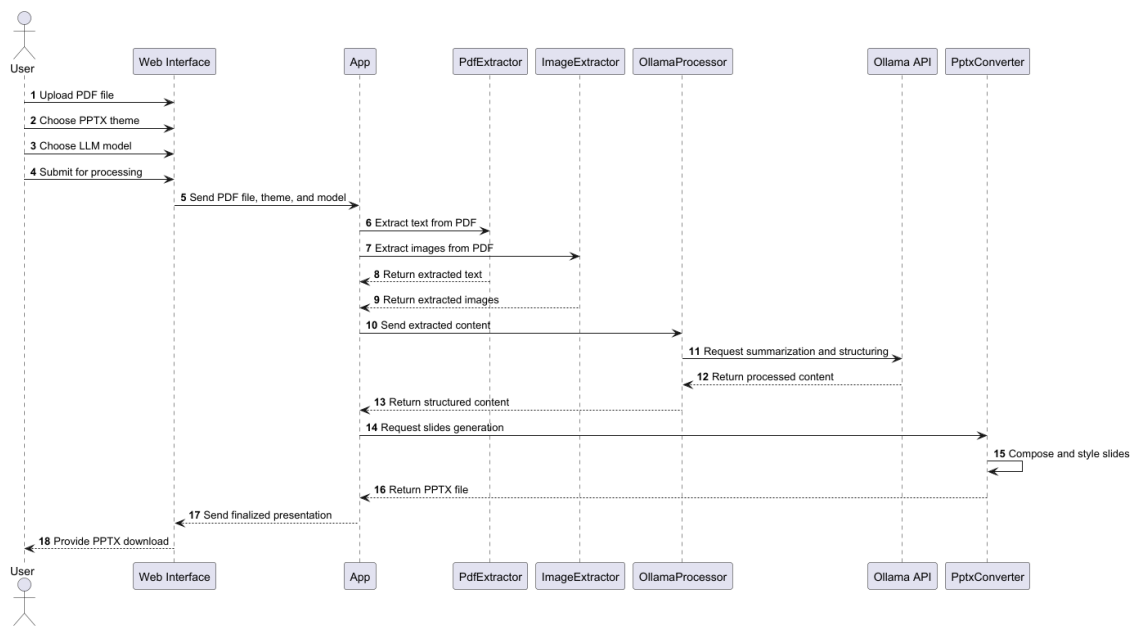 User
Web Interface
App
PdfExtractor
ImageExtractor
OllamaProcessor
Ollama API
PptxConverter
1 Upload PDF file
2 Choose PPTX theme
3 Choose LLM model
4 Submit for processing
5 Send PDF file, theme, and model
6 Extract text from PDF
7 Extract images from PDF
8 Return extracted text
9 Return extracted images
10 Send extracted content
11 Request summarization and structuring
12 Return processed content
13 Return structured content
14 Request slides generation
15 Compose and style slides
16 Return PPTX file
17 Send finalized presentation
18 Provide PPTX download
User
Web Interface
App
PdfExtractor
ImageExtractor
OllamaProcessor
Ollama API
PptxConverter